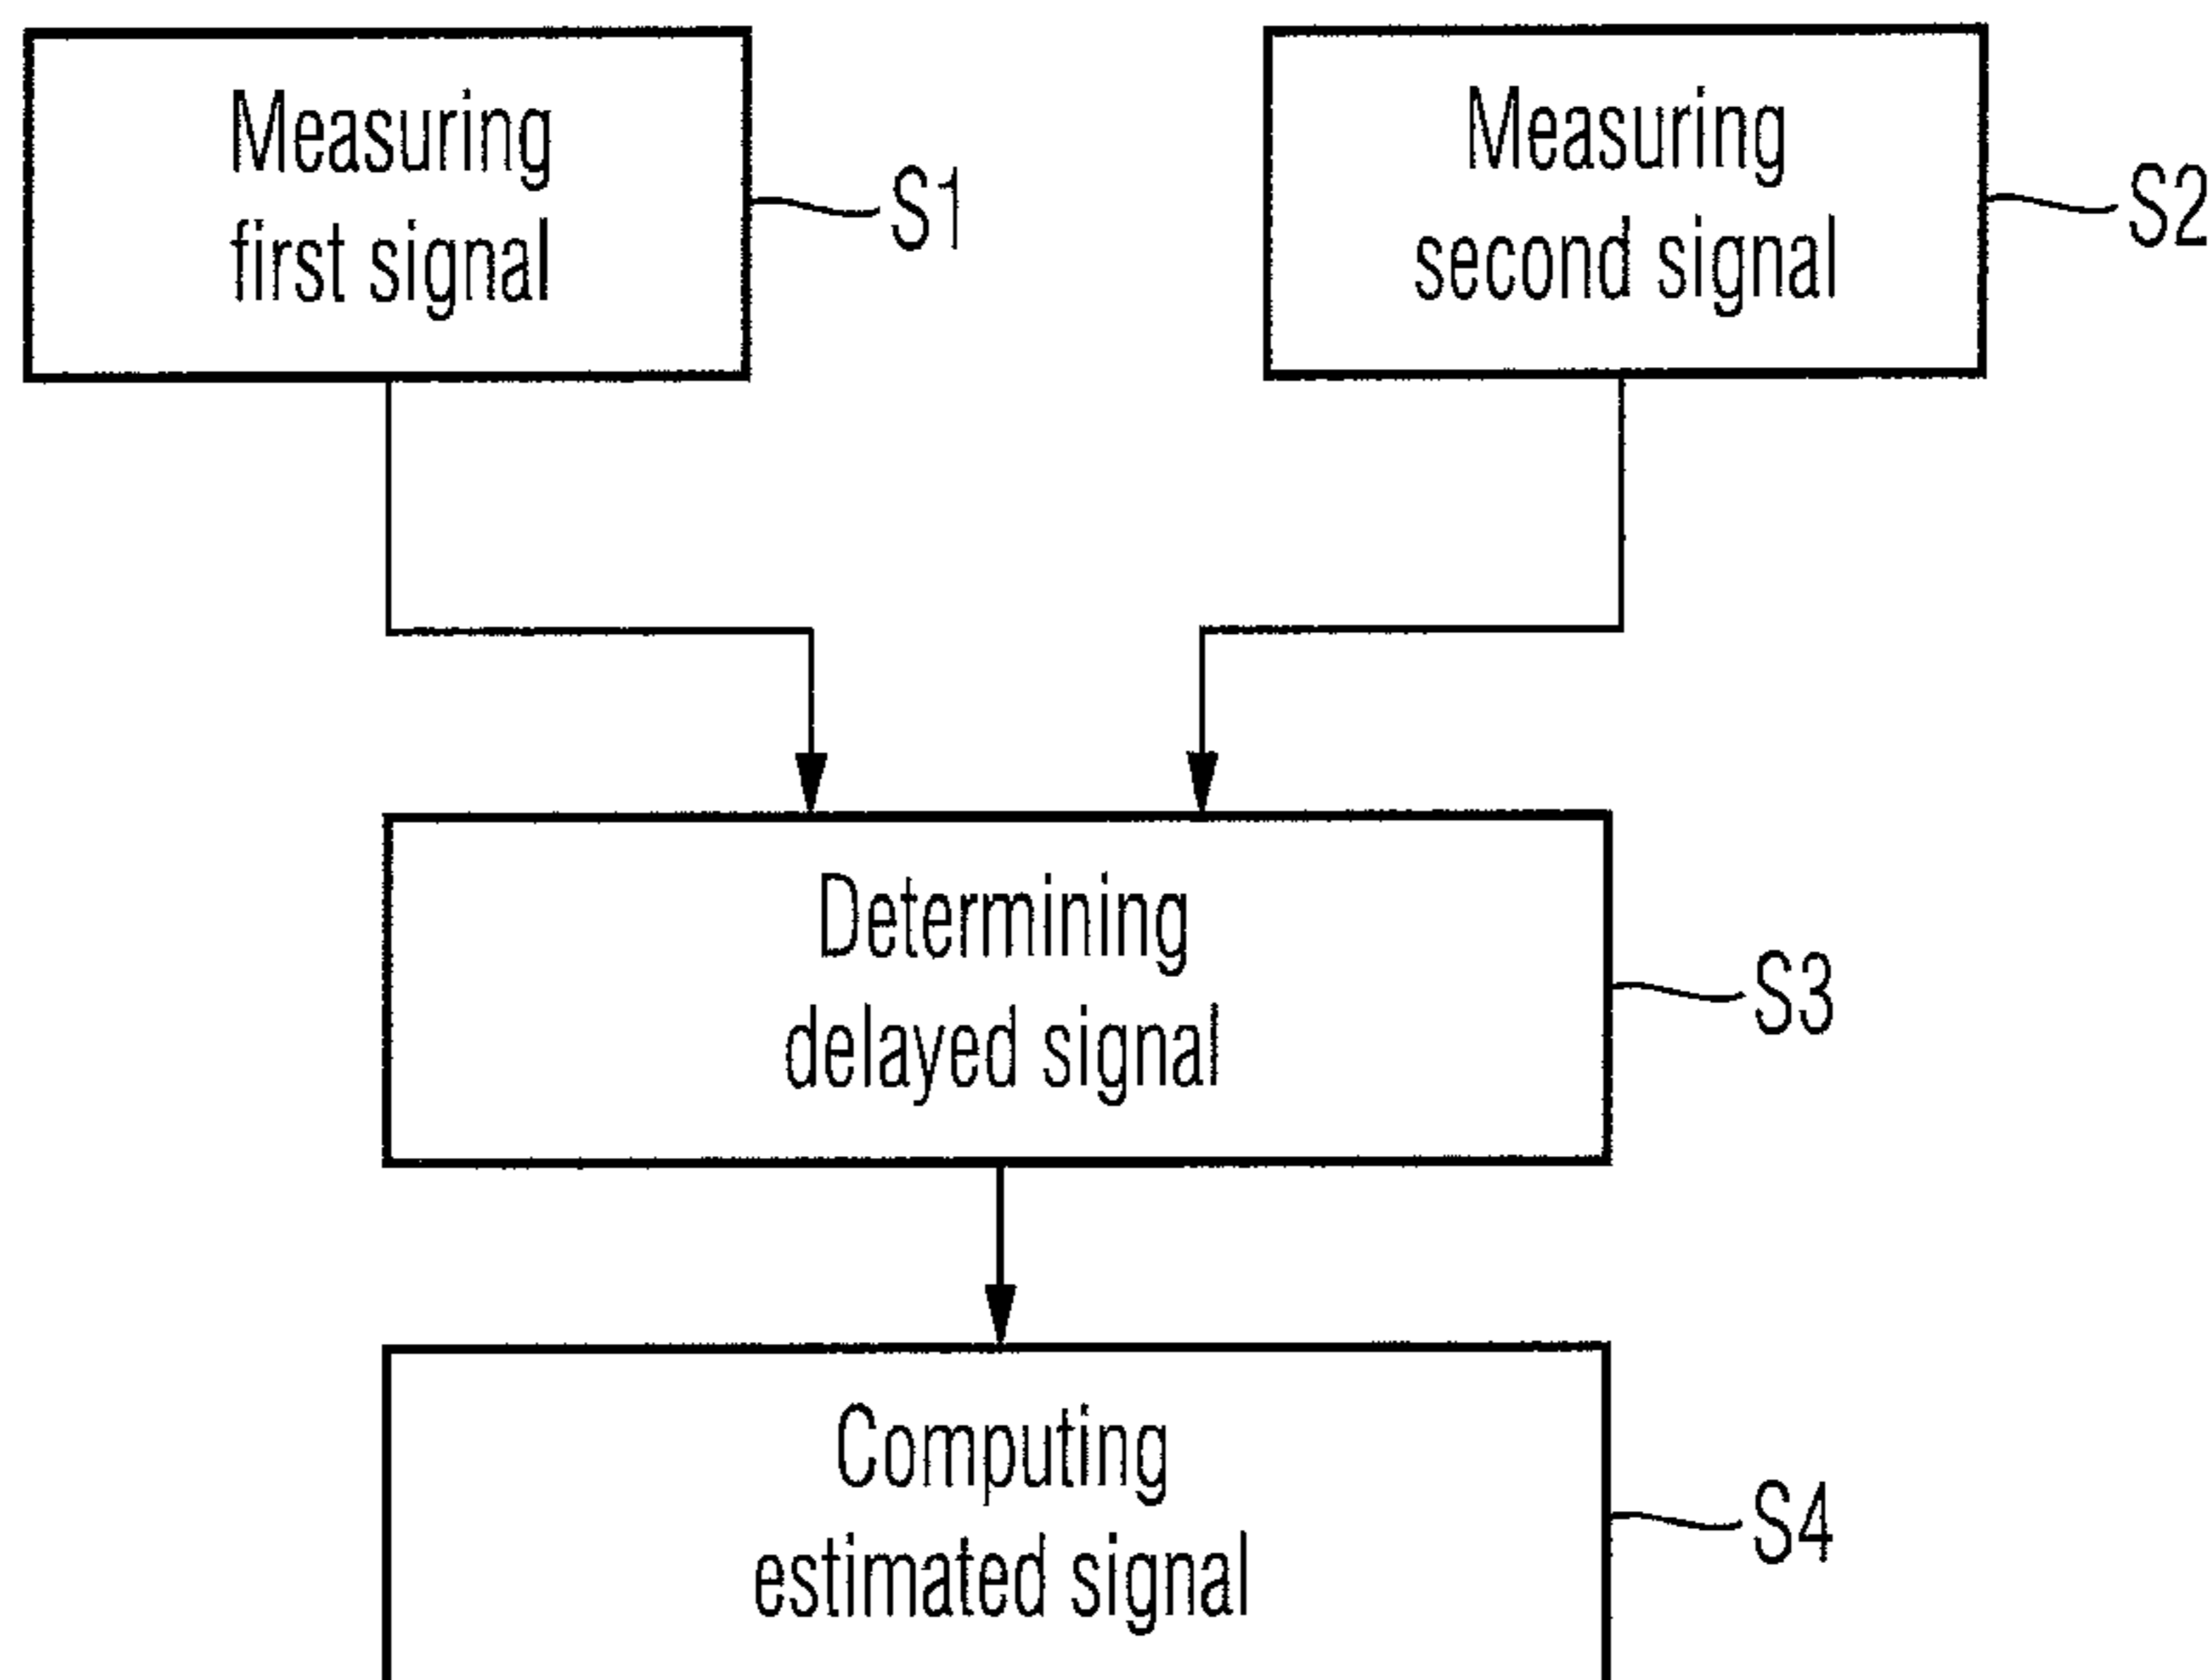 Measuring
first signal
S1
Measuring
second signal
S2
Determining
delayed signal
S3
Computing
estimated signal
S4